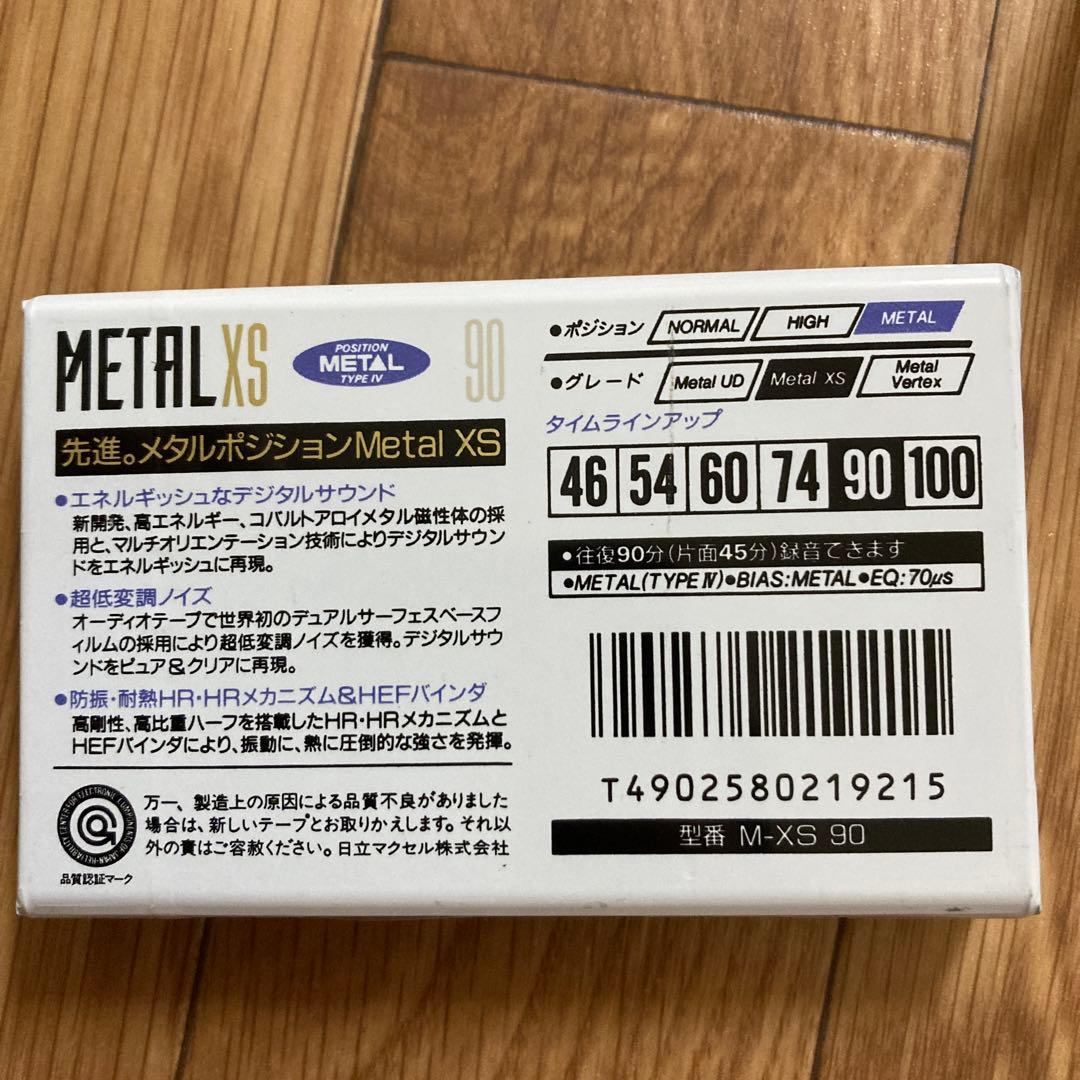 METAL XS
POSITION
METAL
TYPE IV
90
先進。メタルポジションMetal XS
●エネルギッシュなデジタルサウンド
新開発、高エネルギー、コバルトアロイメタル磁性体の採
用と、マルチオリエンテーション技術によりデジタルサウン
ドをエネルギッシュに再現。
●超低変調ノイズ
オーディオテープで世界初のデュアルサーフェスベースフ
ィルムの採用により超低変調ノイズを獲得。デジタルサウ
ンドをピュア&クリアに再現。
●防振・耐熱HR・HRメカニズム&HEFバインダ
高剛性、高比重ハーフを搭載したHR・HRメカニズムと
HEFバインダにより、振動に、熱に圧倒的な強さを発揮。
RELIABILITY CENTER FOR ELECTRONIC COMPONENTS OF JAPAN
品質認証マーク
万一、製造上の原因による品質不良がありました
場合は、新しいテープとお取りかえします。それ以
外の責はご容赦ください。日立マクセル株式会社
●ポジション NORMAL HIGH METAL
●グレード Metal UD Metal XS Metal Vertex
タイムラインアップ
46 54 60 74 90 100
●往復90分(片面45分)録音できます
●METAL(TYPE IV)●BIAS:METAL●EQ:70μs
T4902580219215
型番 M-XS 90